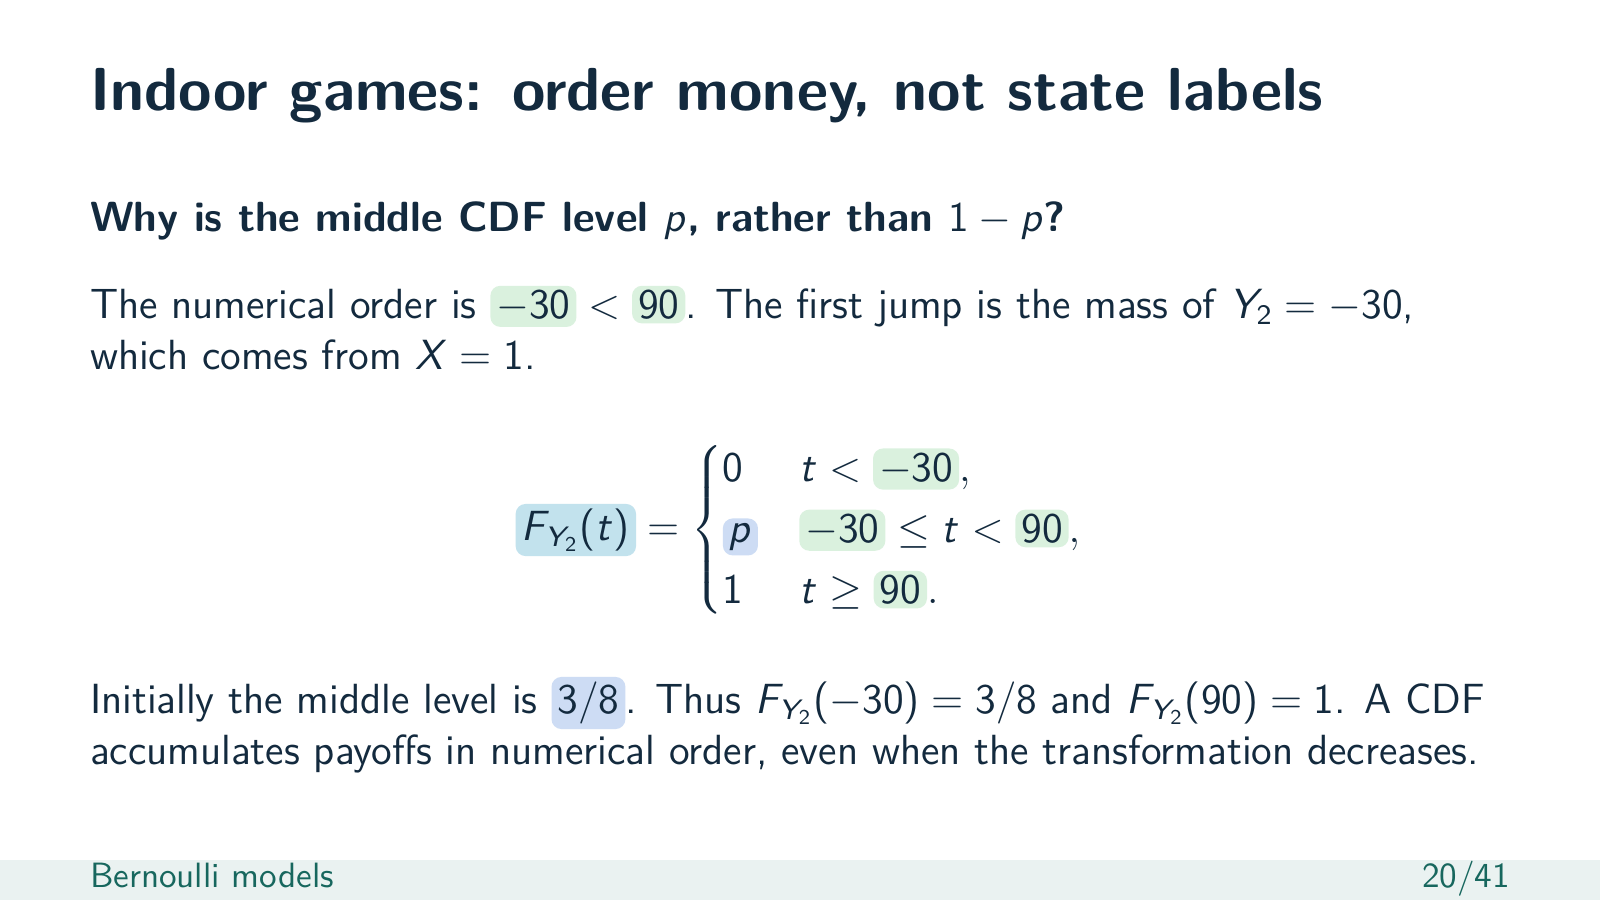 Indoor games: order money, not state labels
Why is the middle CDF level p, rather than 1 − p?
The numerical order is −30 < 90. The first jump is the mass of Y₂ = −30,
which comes from X = 1.
0 t < −30,
F_{Y₂}(t) = { p −30 ≤ t < 90,
1 t ≥ 90.
Initially the middle level is 3/8. Thus F_{Y₂}(−30) = 3/8 and F_{Y₂}(90) = 1. A CDF
accumulates payoffs in numerical order, even when the transformation decreases.
Bernoulli models 20/41